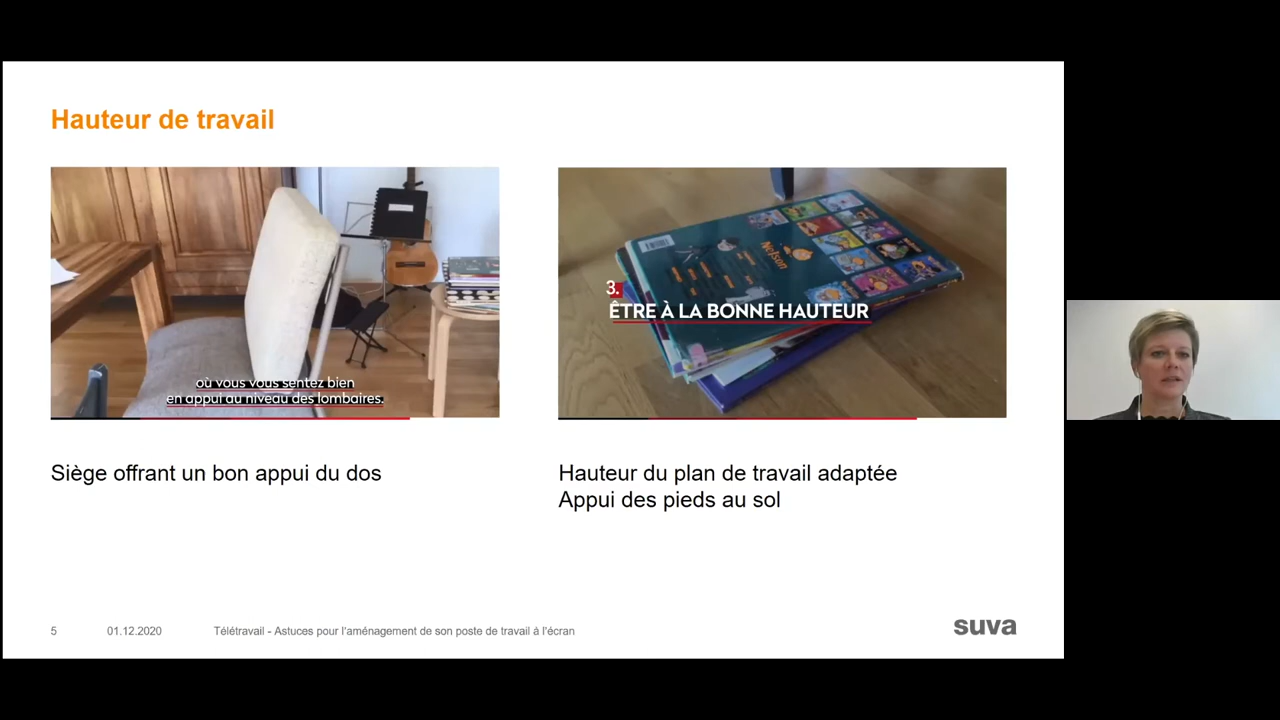 Hauteur de travail
où vous vous sentez bien
en appui au niveau des lombaires.
Nelson
3.
ÊTRE À LA BONNE HAUTEUR
Siège offrant un bon appui du dos
Hauteur du plan de travail adaptée
Appui des pieds au sol
5
01.12.2020
Télétravail - Astuces pour l'aménagement de son poste de travail à l'écran
suva